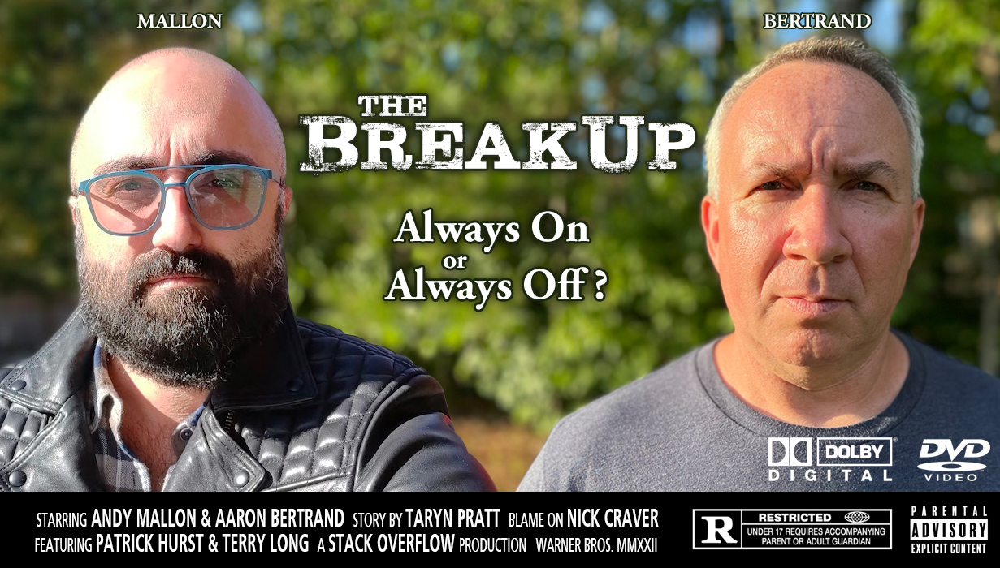 MALLON
BERTRAND
THE
BREAKUP
Always On
or
Always Off ?
DOLBY
DIGITAL
DVD
VIDEO
STARRING ANDY MALLON & AARON BERTRAND STORY BY TARYN PRATT BLAME ON NICK CRAVER
FEATURING PATRICK HURST & TERRY LONG A STACK OVERFLOW PRODUCTION WARNER BROS. MMXXII
R
RESTRICTED
UNDER 17 REQUIRES ACCOMPANYING
PARENT OR ADULT GUARDIAN
PARENTAL
ADVISORY
EXPLICIT CONTENT